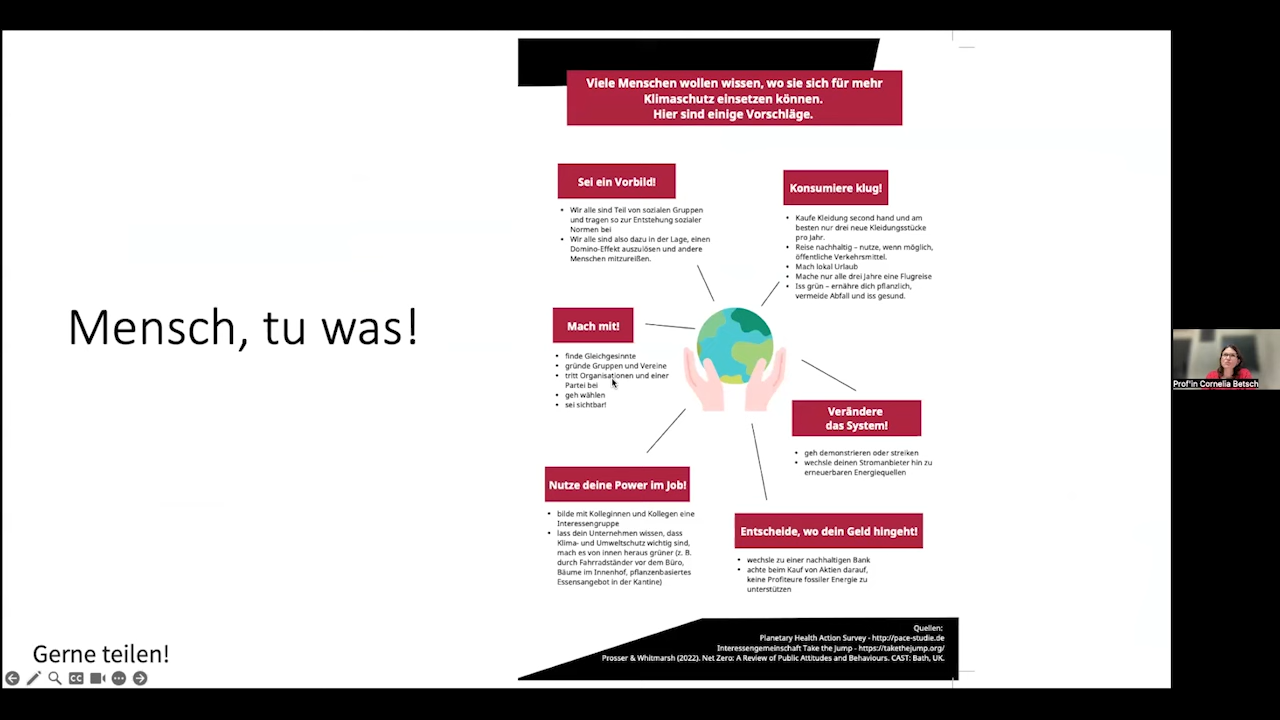 Viele Menschen wollen wissen, wo sie sich für mehr
Klimaschutz einsetzen können.
Hier sind einige Vorschläge.
Sei ein Vorbild!
• Wir alle sind Teil von sozialen Gruppen
und tragen so zur Entstehung sozialer
Normen bei
• Wir alle sind also dazu in der Lage, einen
Domino-Effekt auszulösen und andere
Menschen mitzureißen.
Konsumiere klug!
• Kaufe Kleidung second hand und am
besten nur drei neue Kleidungsstücke
pro Jahr.
• Reise nachhaltig – nutze, wenn möglich,
öffentliche Verkehrsmittel.
• Mach lokal Urlaub
• Mache nur alle drei Jahre eine Flugreise
• Iss grün – ernähre dich pflanzlich,
vermeide Abfall und iss gesund.
Mensch, tu was!
Mach mit!
• finde Gleichgesinnte
• gründe Gruppen und Vereine
• tritt Organisationen und einer
Partei bei
• geh wählen
• sei sichtbar!
Verändere
das System!
• geh demonstrieren oder streiken
• wechsle deinen Stromanbieter hin zu
erneuerbaren Energiequellen
Nutze deine Power im Job!
• bilde mit Kolleginnen und Kollegen eine
Interessengruppe
• lass dein Unternehmen wissen, dass
Klima- und Umweltschutz wichtig sind,
mach es von innen heraus grüner (z. B.
durch Fahrradständer vor dem Büro,
Bäume im Innenhof, pflanzenbasiertes
Essensangebot in der Kantine)
Entscheide, wo dein Geld hingeht!
• wechsle zu einer nachhaltigen Bank
• achte beim Kauf von Aktien darauf,
keine Profiteure fossiler Energie zu
unterstützen
Quellen:
Planetary Health Action Survey - http://pace-studie.de
Interessengemeinschaft Take the Jump - https://takethejump.org/
Prosser & Whitmarsh (2022). Net Zero: A Review of Public Attitudes and Behaviours. CAST: Bath, UK.
Gerne teilen!
CC
Prof'in Cornelia Betsch